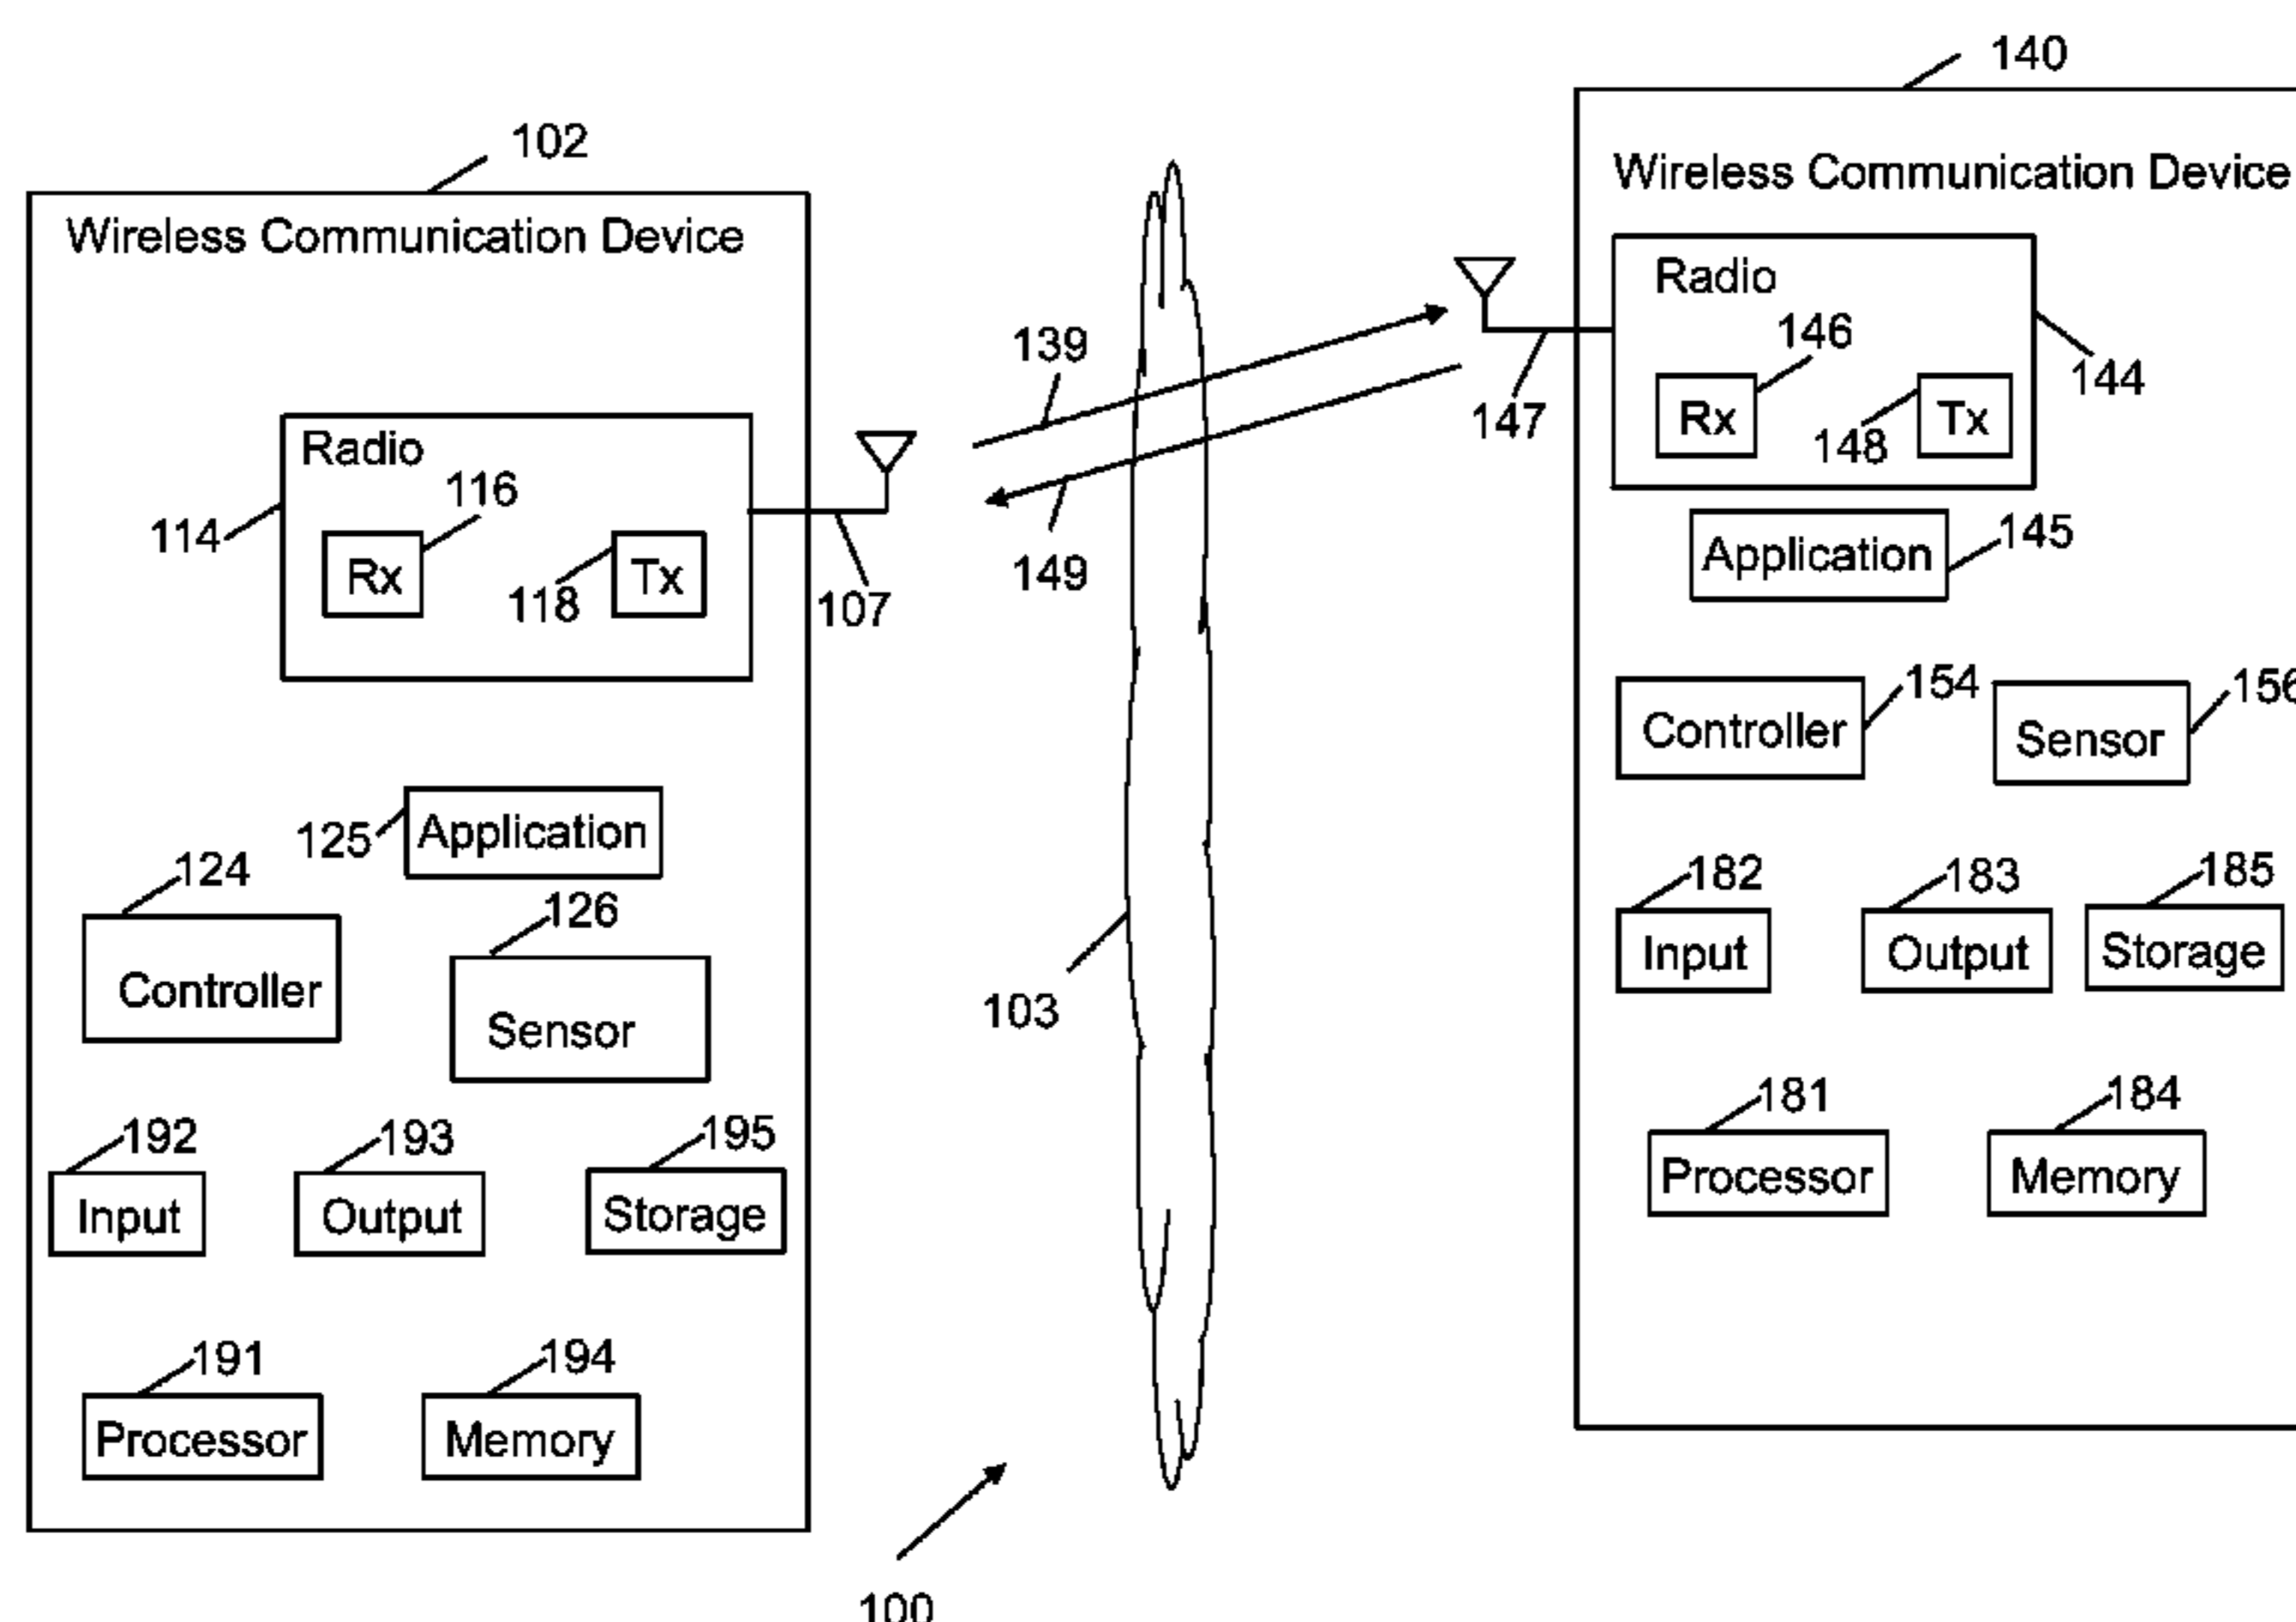 140
102
Wireless Communication Device
Wireless Communication Device
Radio
146
139
144
Rx
Tx
147
148
Radio
116
114
Rx
Tx
118
107
149
Application
145
154
156
Controller
Sensor
125
Application
124
126
Controller
Sensor
182
183
185
Input
Output
Storage
103
192
193
195
Input
Output
Storage
181
184
Processor
Memory
191
194
Processor
Memory
100